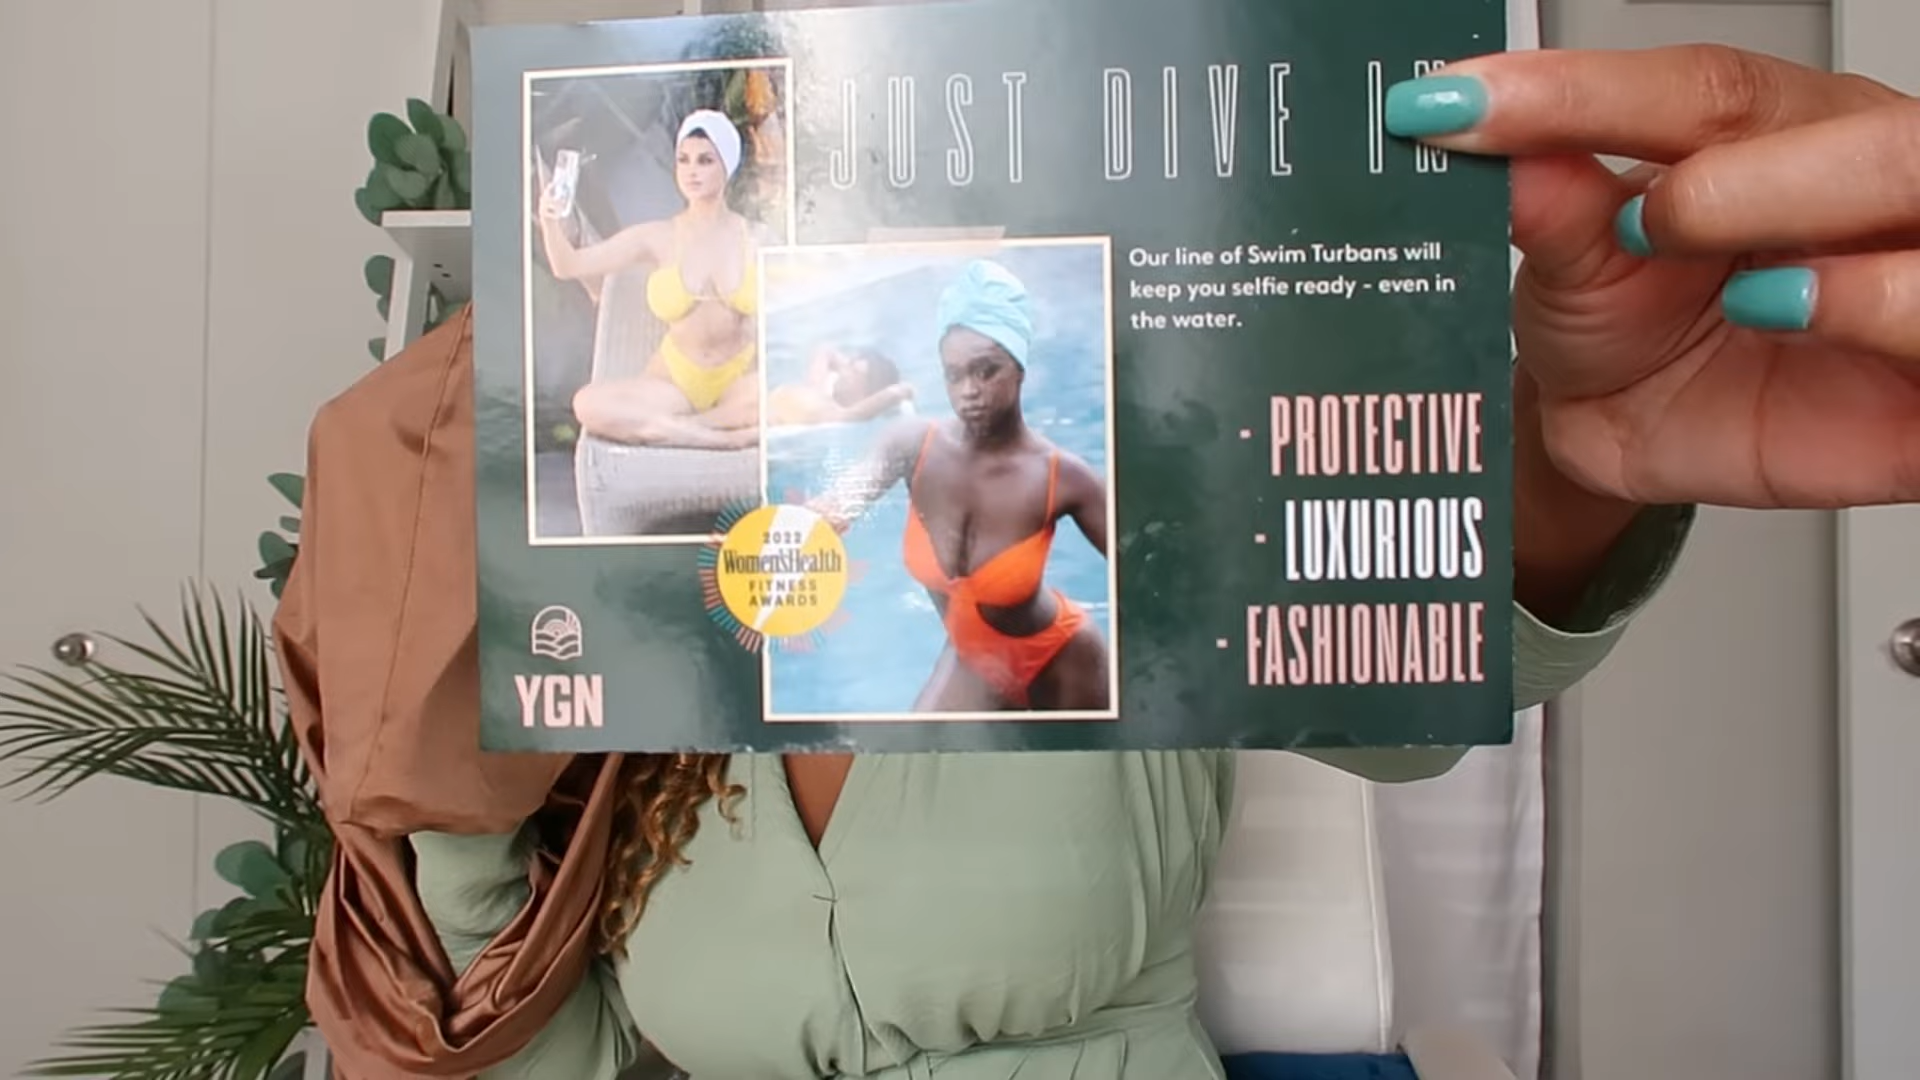 JUST DIVE IN
Our line of Swim Turbans will
keep you selfie ready - even in
the water.
- PROTECTIVE
- LUXURIOUS
- FASHIONABLE
2022
Women'sHealth
FITNESS
AWARDS
YGN